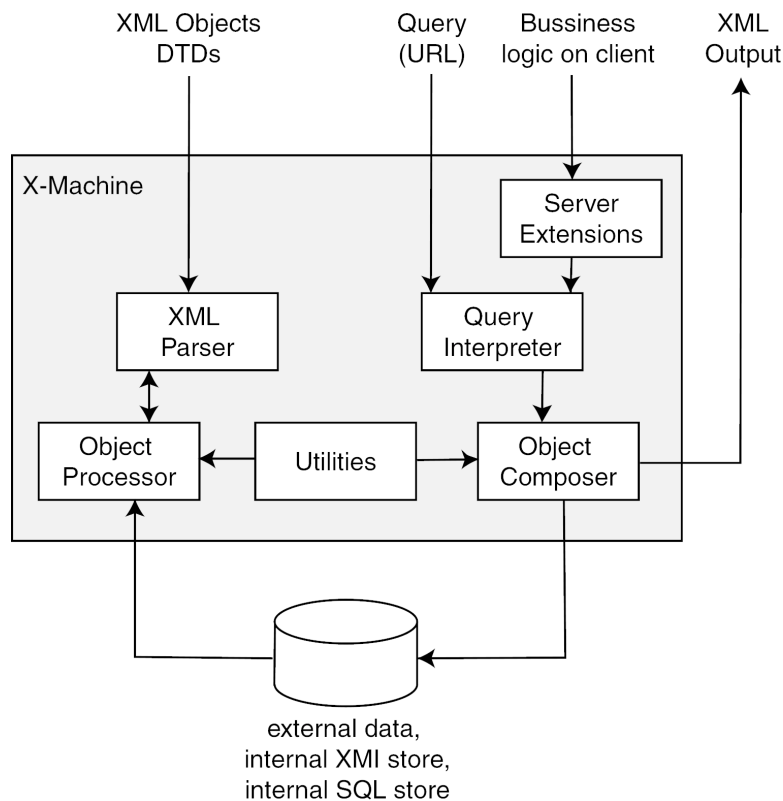 XML Objects
DTDs
Query
(URL)
Bussiness
logic on client
XML
Output
X-Machine
Server
Extensions
XML
Parser
Query
Interpreter
Object
Processor
Utilities
Object
Composer
external data,
internal XMI store,
internal SQL store